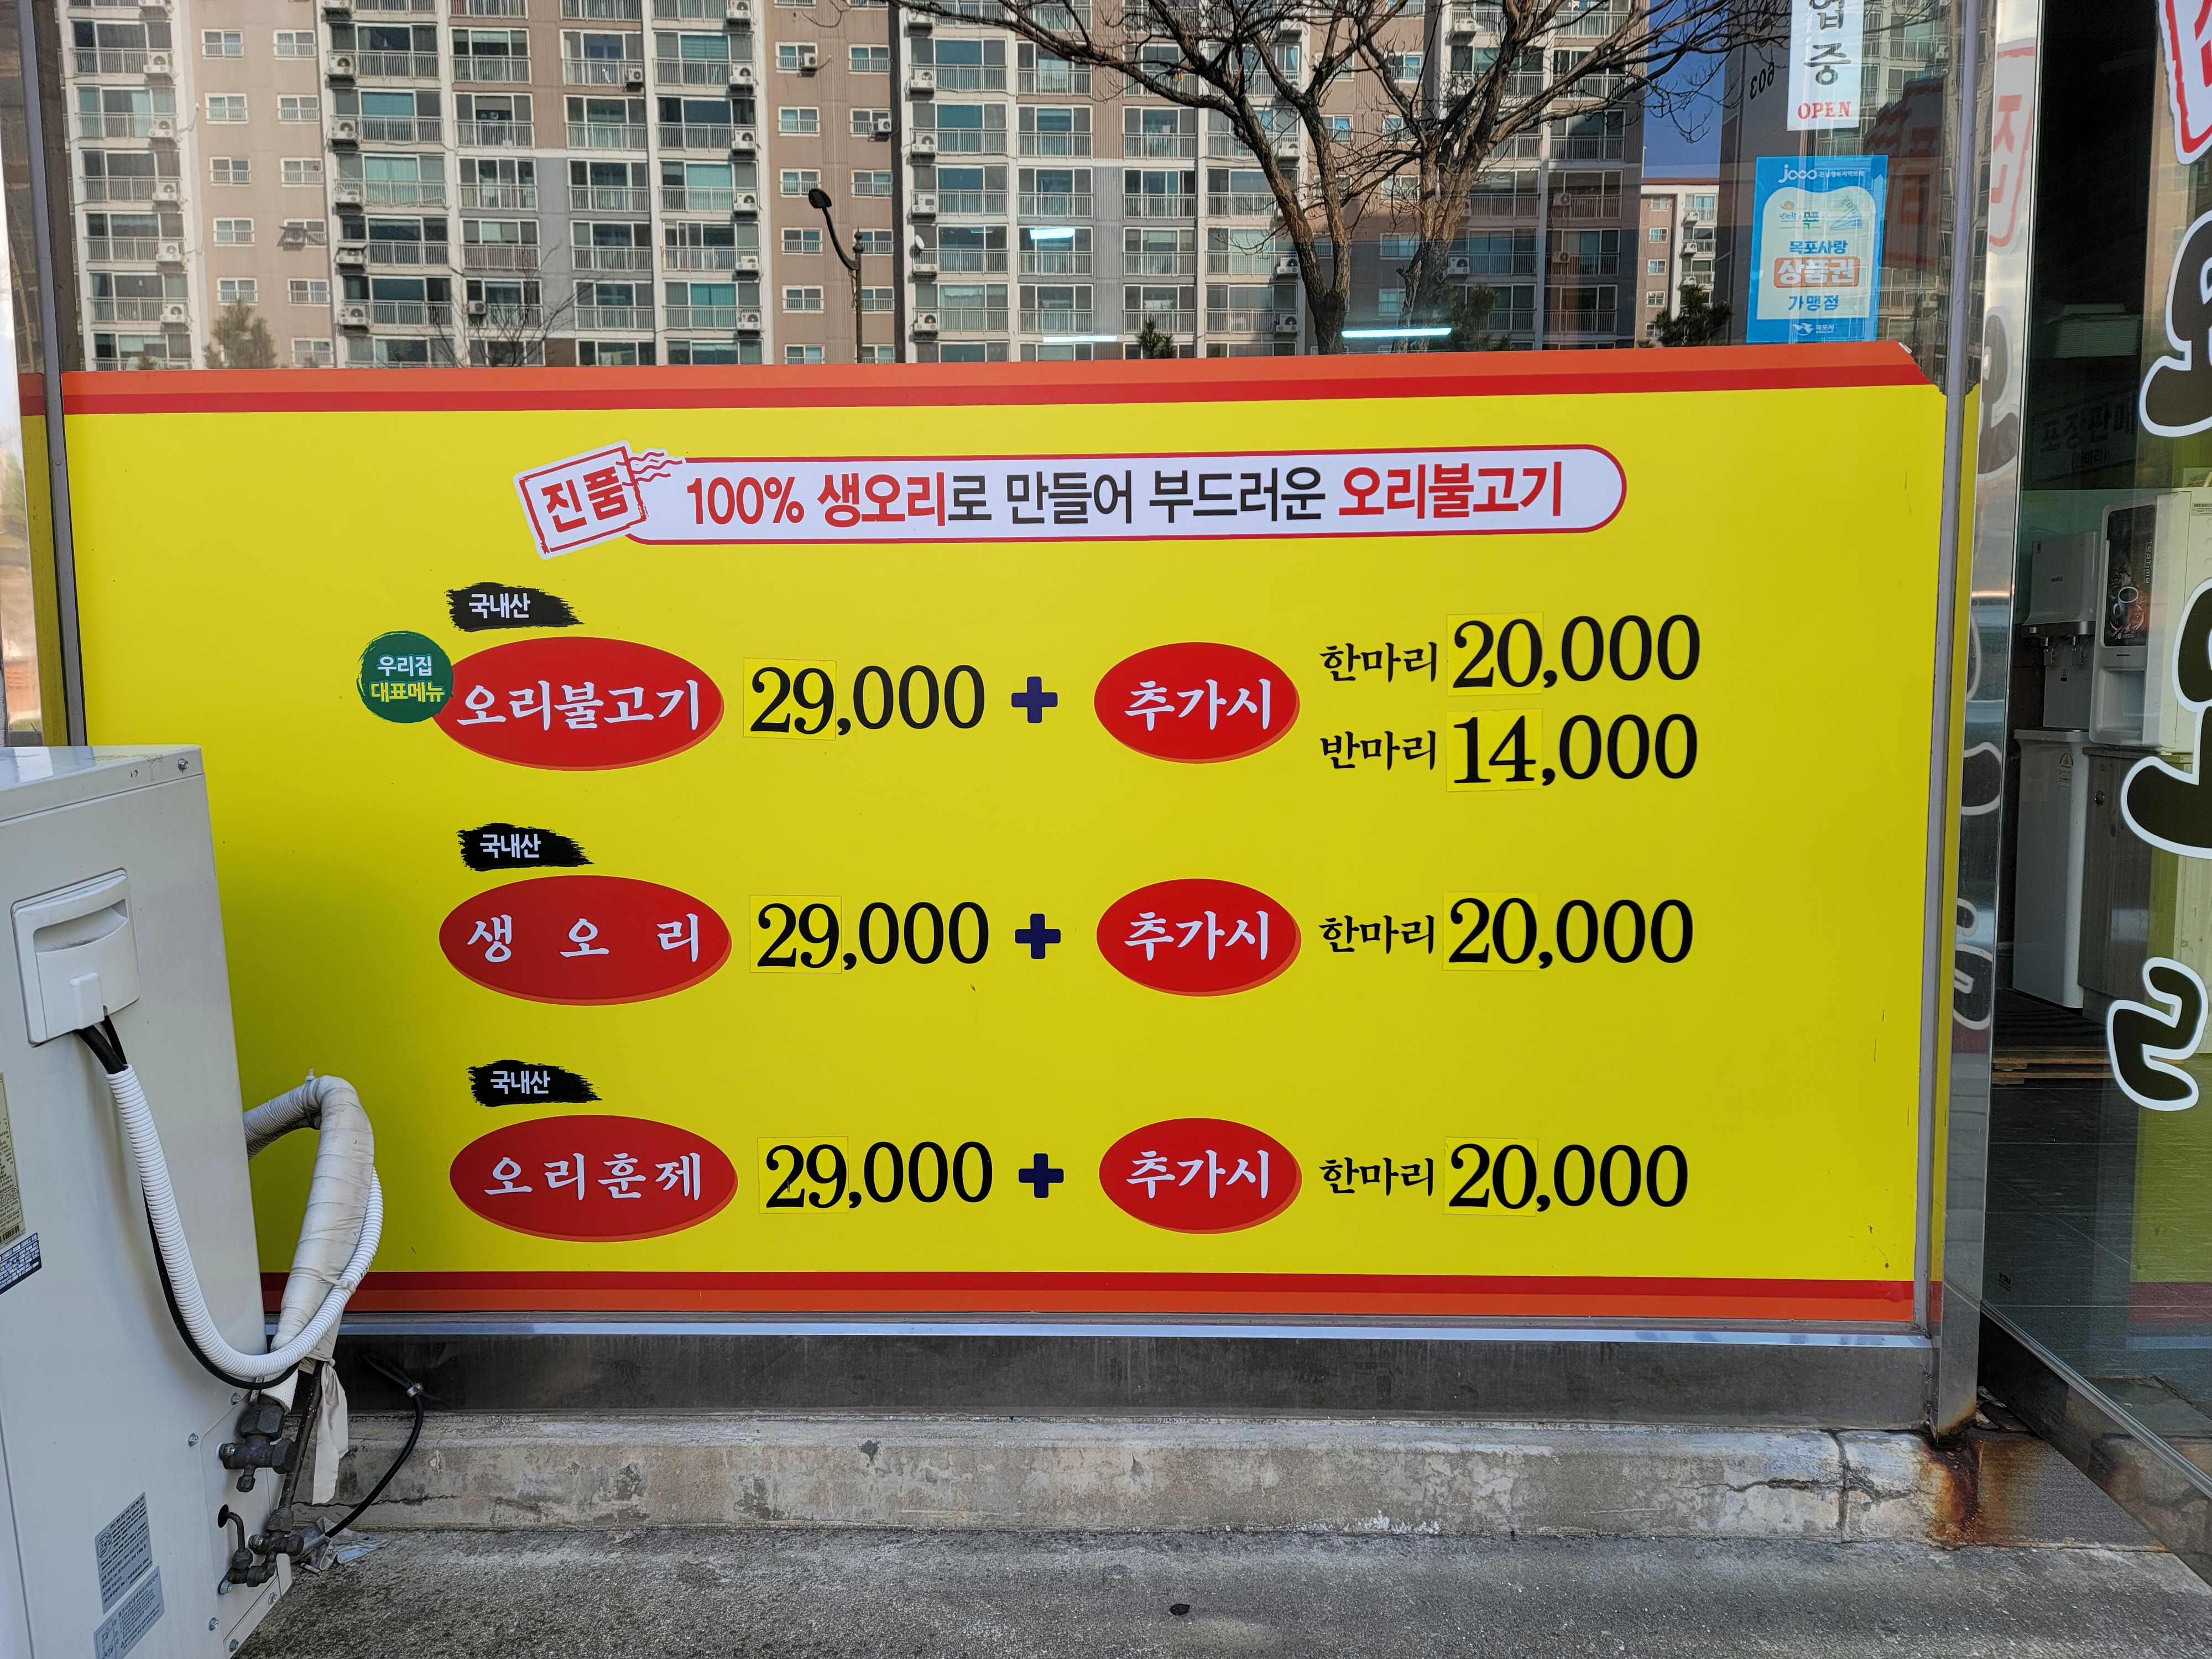 중
OPEN
603
목포사랑
상품권
가맹점
진품 100% 생오리로 만들어 부드러운 오리불고기
국내산
우리집
대표메뉴
오리불고기 29,000 + 추가시 한마리 20,000
반마리 14,000
국내산
생오리 29,000 + 추가시 한마리 20,000
국내산
오리훈제 29,000 + 추가시 한마리 20,000